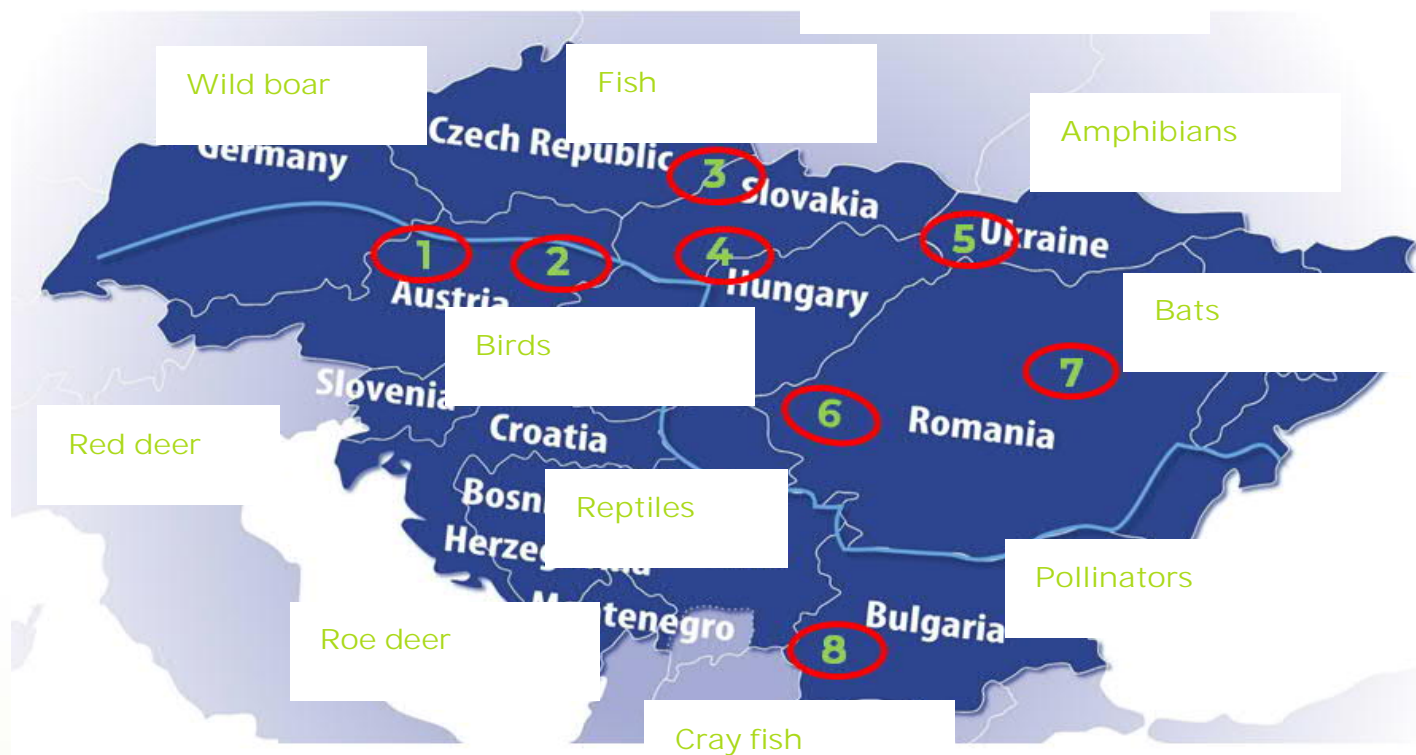 Wild boar
Fish
Amphibians
Germany
Czech Republic
3
Slovakia
1
2
4
5
Ukraine
Austria
Hungary
Bats
Birds
7
Slovenia
6
Romania
Red deer
Croatia
Reptiles
Pollinators
Roe deer
Montenegro
Bulgaria
8
Cray fish